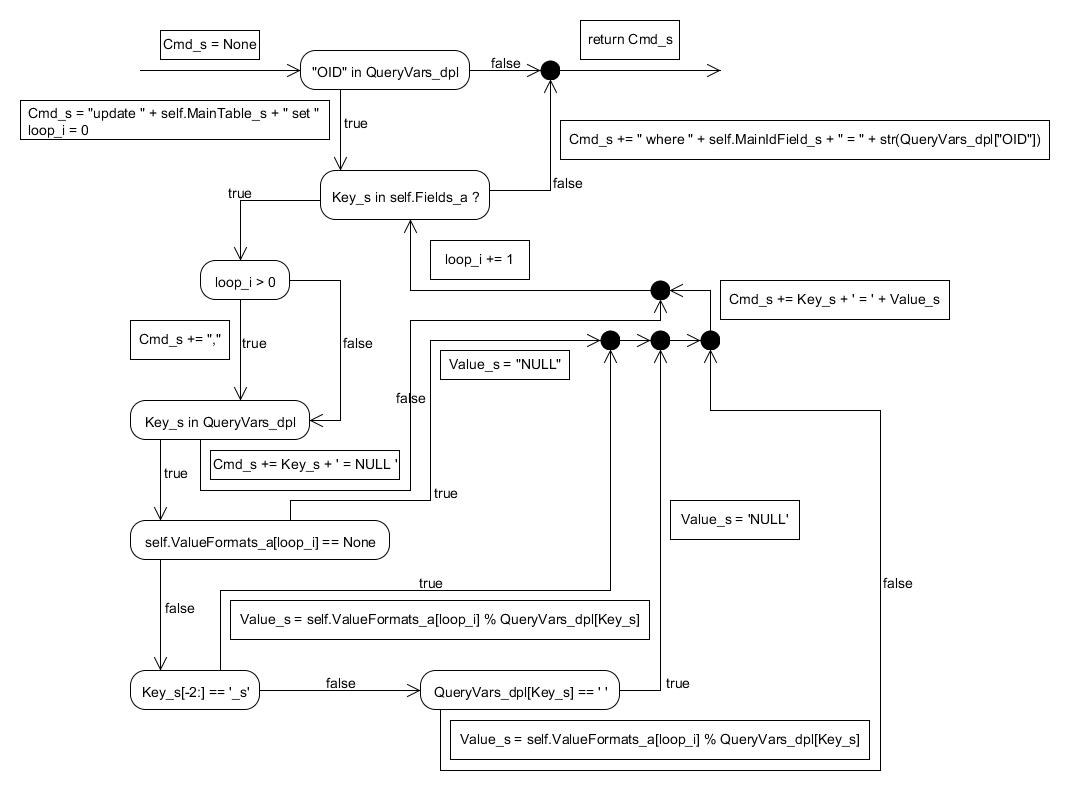 return Cmd_s
Cmd_s = None
"OID" in QueryVars_dpl
false
Cmd_s = "update " + self.MainTable_s + " set "
loop_i = 0
true
Cmd_s += " where " + self.MainIdField_s + " = " + str(QueryVars_dpl["OID"])
Key_s in self.Fields_a ?
false
true
loop_i += 1
loop_i > 0
Cmd_s += Key_s + ' = ' + Value_s
Cmd_s += ","
true
false
Value_s = "NULL"
false
Key_s in QueryVars_dpl
Cmd_s += Key_s + ' = NULL '
true
true
Value_s = 'NULL'
self.ValueFormats_a[loop_i] == None
true
false
false
Value_s = self.ValueFormats_a[loop_i] % QueryVars_dpl[Key_s]
Key_s[-2:] == '_s'
false
QueryVars_dpl[Key_s] == ' '
true
Value_s = self.ValueFormats_a[loop_i] % QueryVars_dpl[Key_s]